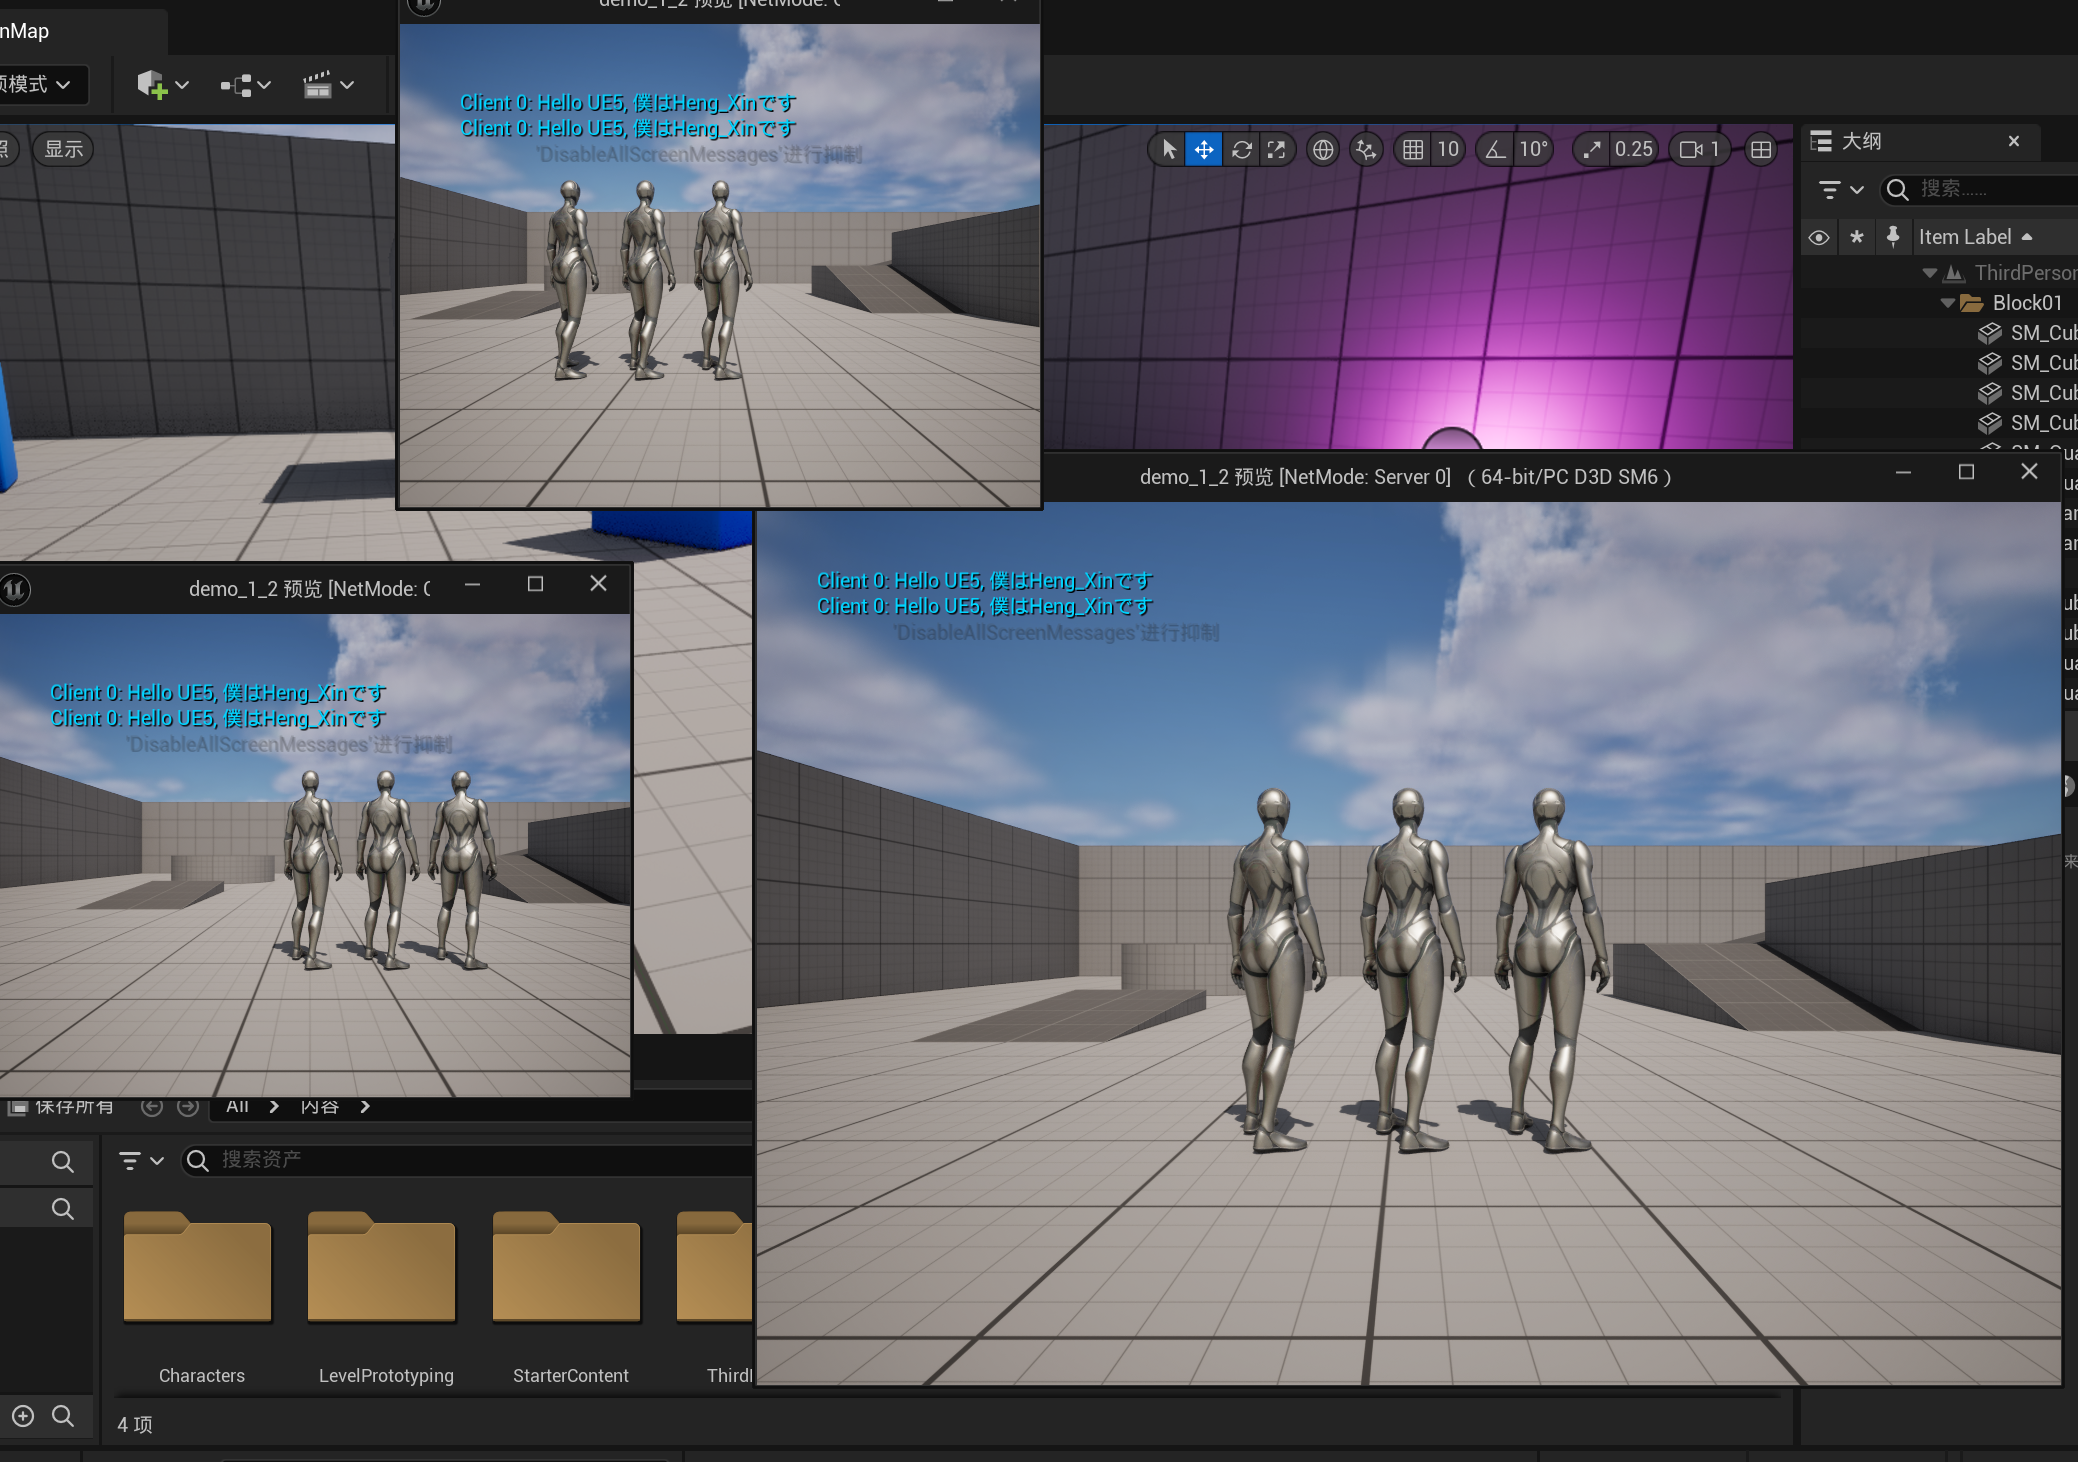 nMap
模式
显示
demo_1_2 预览 [NetMode: C
Client 0: Hello UE5, 僕はHeng_Xinです
Client 0: Hello UE5, 僕はHeng_Xinです
'DisableAllScreenMessages'进行抑制
10
10°
0.25
1
大纲
搜索......
Item Label
ThirdPerson
Block01
SM_Cub
SM_Cub
SM_Cub
SM_Cub
demo_1_2 预览 [NetMode: Server 0] （64-bit/PC D3D SM6）
Client 0: Hello UE5, 僕はHeng_Xinです
Client 0: Hello UE5, 僕はHeng_Xinです
'DisableAllScreenMessages'进行抑制
demo_1_2 预览 [NetMode: C
Client 0: Hello UE5, 僕はHeng_Xinです
Client 0: Hello UE5, 僕はHeng_Xinです
'DisableAllScreenMessages'进行抑制
保存所有
All
内容
搜索资产
Characters
LevelPrototyping
StarterContent
Third
4 项